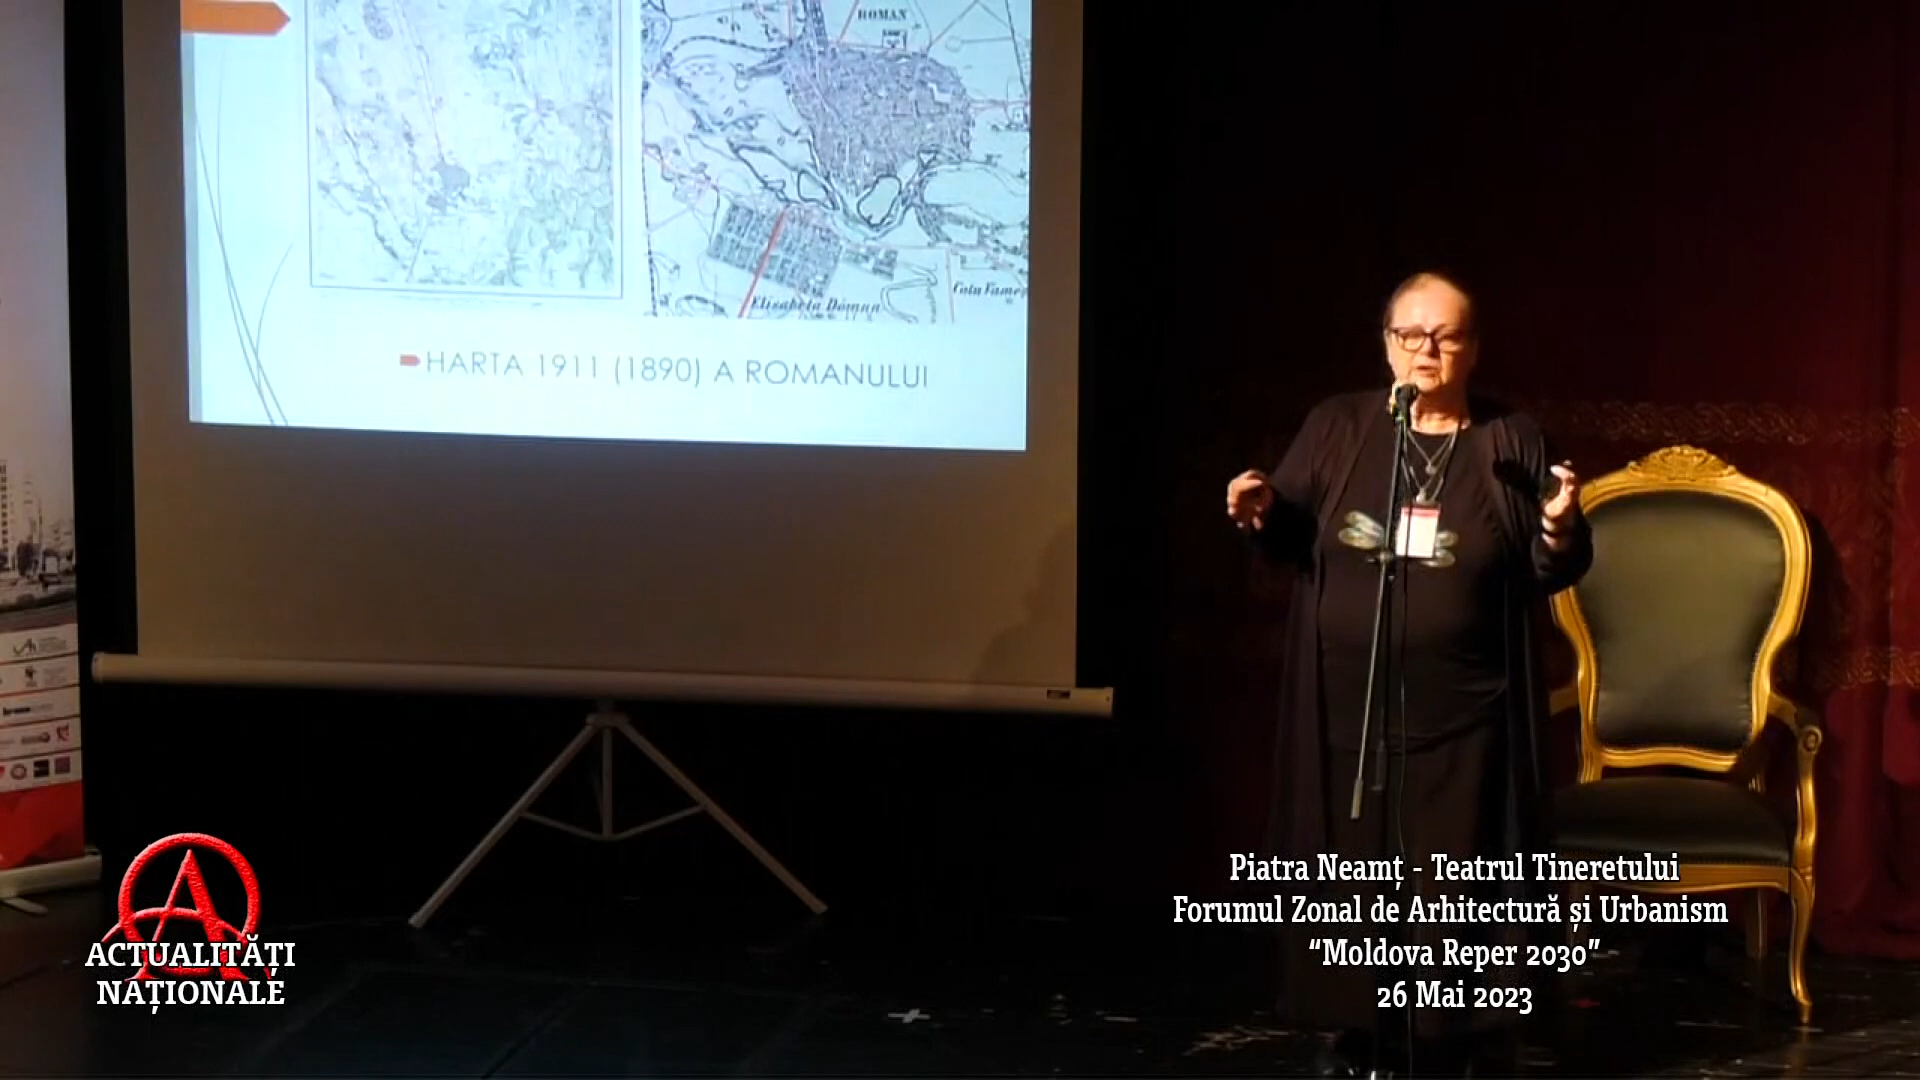 ROMAN
Elisabeta Dómna
HARTA 1911 (1890) A ROMANULUI
Piatra Neamț - Teatrul Tineretului
Forumul Zonal de Arhitectură și Urbanism
“Moldova Reper 2030”
26 Mai 2023
ACTUALITĂȚI
NAȚIONALE